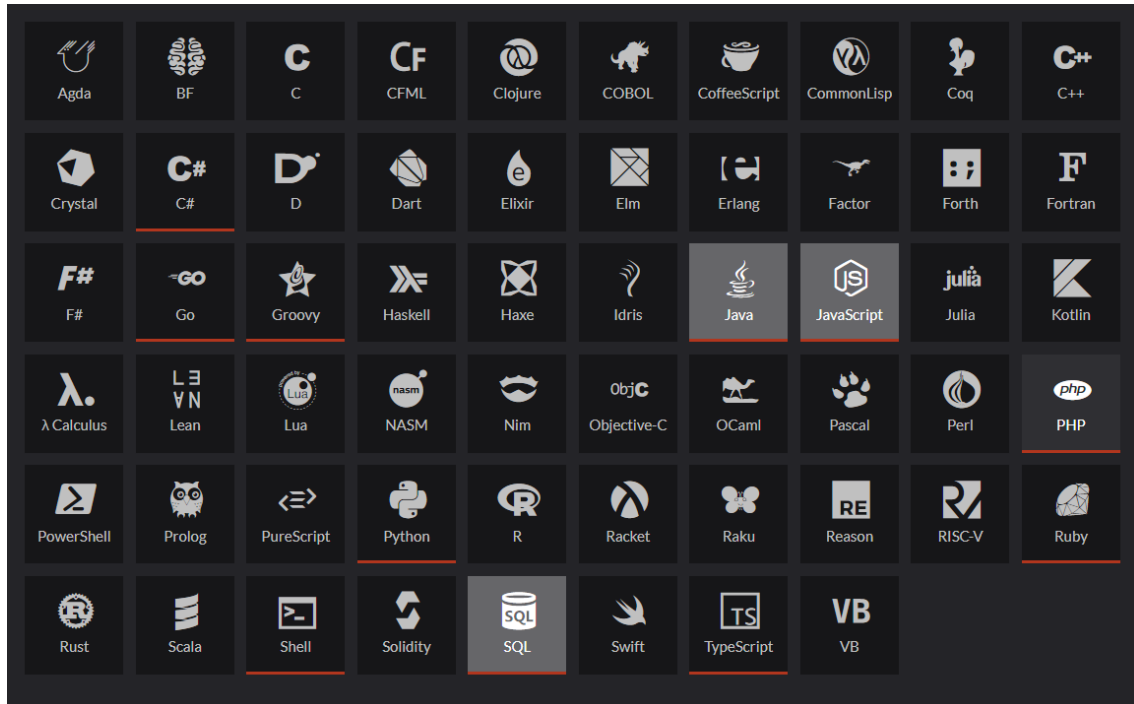 Agda BF C CFML Clojure COBOL CoffeeScript CommonLisp Coq C++
Crystal C# D Dart Elixir Elm Erlang Factor Forth Fortran
F# Go Groovy Haskell Haxe Idris Java JavaScript Julia Kotlin
λ Calculus Lean Lua NASM Nim Objective-C OCaml Pascal Perl PHP
PowerShell Prolog PureScript Python R Racket Raku Reason RISC-V Ruby
Rust Scala Shell Solidity SQL Swift TypeScript VB